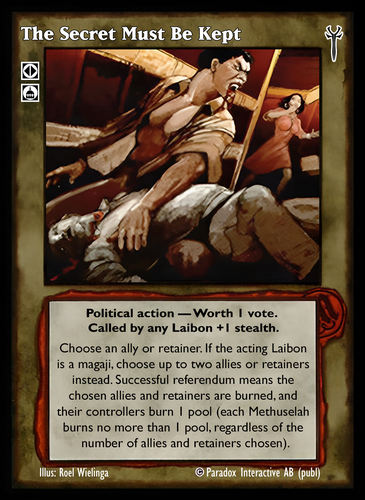 The Secret Must Be Kept
Political action — Worth 1 vote.
Called by any Laibon +1 stealth.
Choose an ally or retainer. If the acting Laibon
is a magaji, choose up to two allies or retainers
instead. Successful referendum means the
chosen allies and retainers are burned, and
their controllers burn 1 pool (each Methuselah
burns no more than 1 pool, regardless of the
number of allies and retainers chosen).
Illus: Roel Wielinga © Paradox Interactive AB (publ)